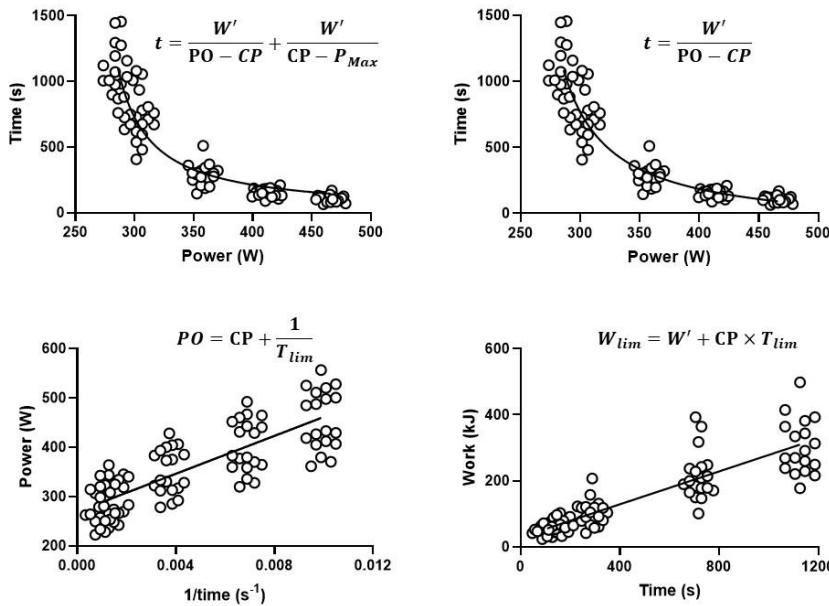 t = W′/(PO − CP) + W′/(CP − P_Max)
Time (s)
1500
1000
500
0
250 300 350 400 450 500
Power (W)
t = W′/(PO − CP)
Time (s)
1500
1000
500
0
250 300 350 400 450 500
Power (W)
PO = CP + 1/T_lim
Power (W)
600
500
400
300
200
0.000 0.004 0.008 0.012
1/time (s⁻¹)
W_lim = W′ + CP × T_lim
Work (kJ)
600
400
200
0
0 400 800 1200
Time (s)